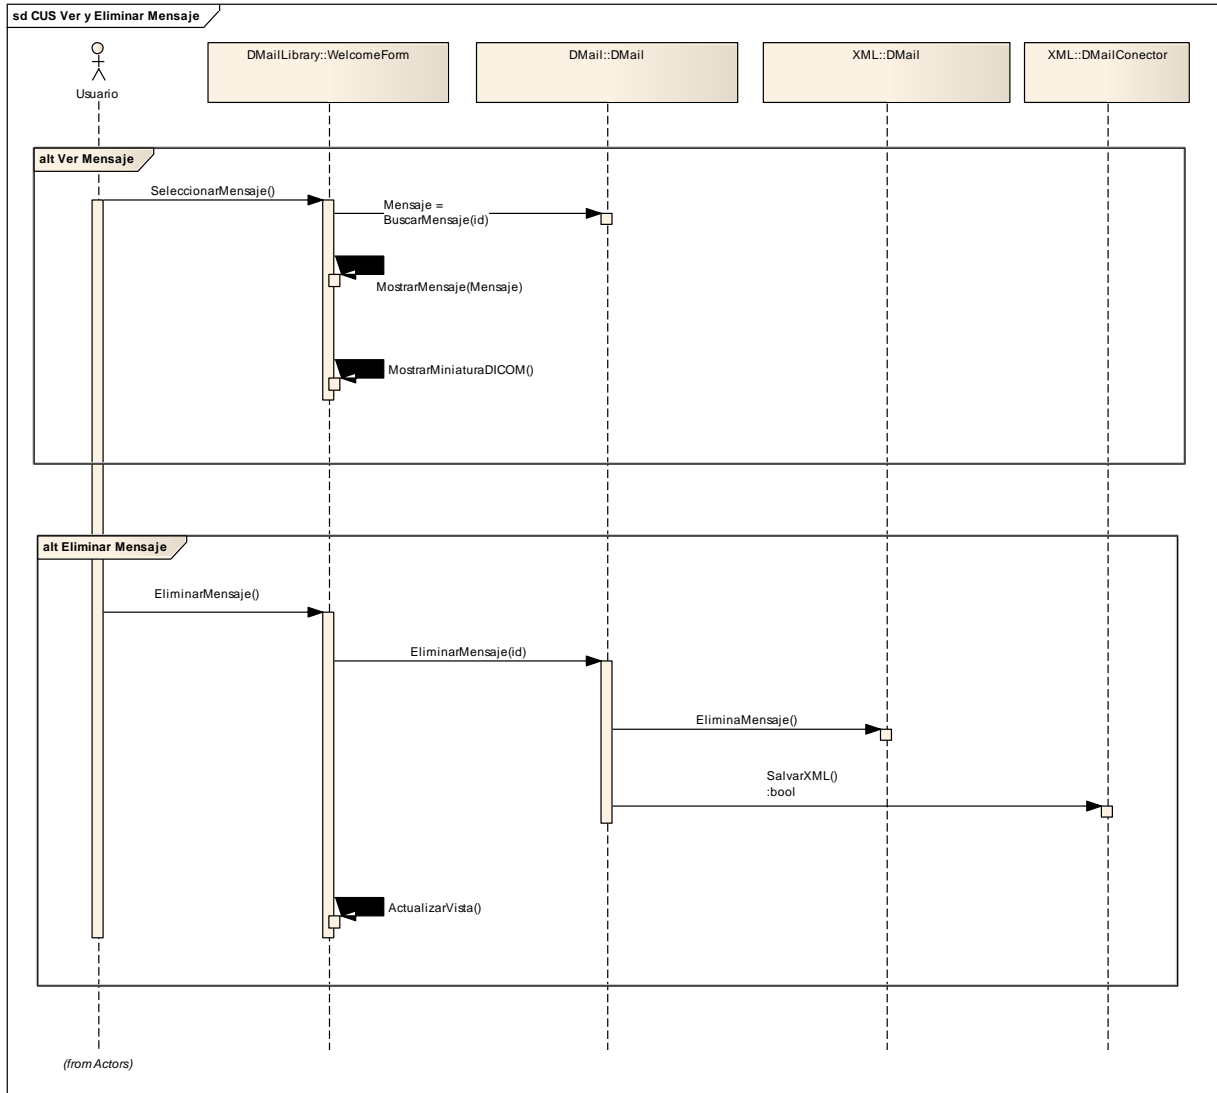 sd CUS Ver y Eliminar Mensaje
DMailLibrary::WelcomeForm
DMail::DMail
XML::DMail
XML::DMailConector
Usuario
alt Ver Mensaje
SeleccionarMensaje()
Mensaje =
BuscarMensaje(id)
MostrarMensaje(Mensaje)
MostrarMiniaturaDICOM()
alt Eliminar Mensaje
EliminarMensaje()
EliminarMensaje(id)
EliminaMensaje()
SalvarXML()
:bool
ActualizarVista()
(from Actors)